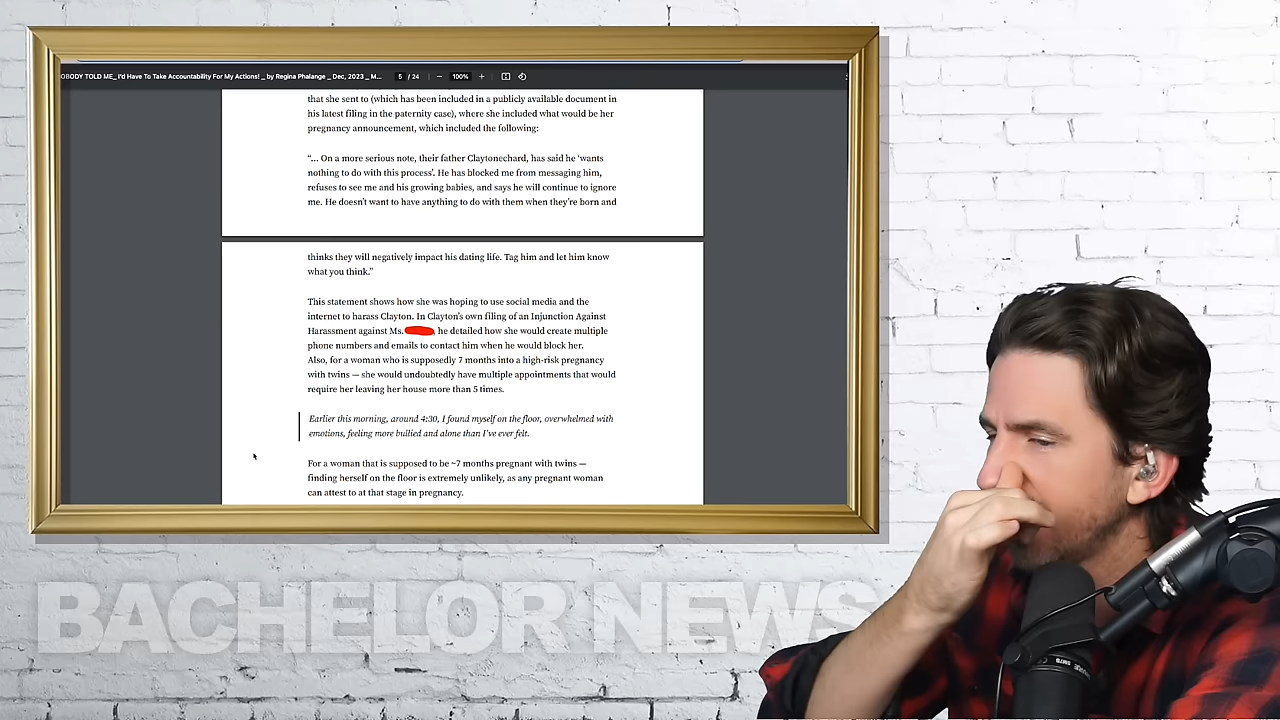 OBODY TOLD ME_ I'd Have To Take Accountability For My Actions! _ by Regina Phalange _ Dec, 2023 _ M... 5 / 24 100%
that she sent to (which has been included in a publicly available document in
his latest filing in the paternity case), where she included what would be her
pregnancy announcement, which included the following:
"... On a more serious note, their father Claytonechard, has said he 'wants
nothing to do with this process'. He has blocked me from messaging him,
refuses to see me and his growing babies, and says he will continue to ignore
me. He doesn't want to have anything to do with them when they're born and
thinks they will negatively impact his dating life. Tag him and let him know
what you think."
This statement shows how she was hoping to use social media and the
internet to harass Clayton. In Clayton's own filing of an Injunction Against
Harassment against Ms. he detailed how she would create multiple
phone numbers and emails to contact him when he would block her.
Also, for a woman who is supposedly 7 months into a high-risk pregnancy
with twins — she would undoubtedly have multiple appointments that would
require her leaving her house more than 5 times.
Earlier this morning, around 4:30, I found myself on the floor, overwhelmed with
emotions, feeling more bullied and alone than I've ever felt.
For a woman that is supposed to be ~7 months pregnant with twins —
finding herself on the floor is extremely unlikely, as any pregnant woman
can attest to at that stage in pregnancy.
BACHELOR NEWS